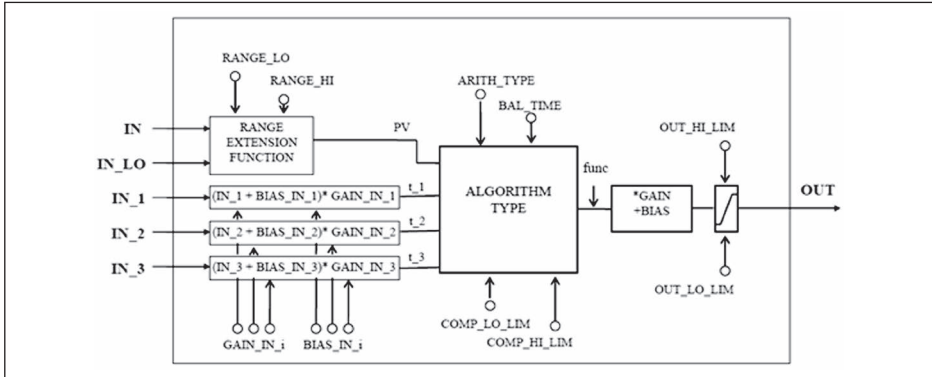 RANGE_LO
RANGE_HI
ARITH_TYPE
BAL_TIME
IN
RANGE
EXTENSION
FUNCTION
PV
OUT_HI_LIM
IN_LO
func
IN_1
(IN_1 + BIAS_IN_1)* GAIN_IN_1
t_1
ALGORITHM
TYPE
*GAIN
+BIAS
OUT
IN_2
(IN_2 + BIAS_IN_2)* GAIN_IN_2
t_2
IN_3
(IN_3 + BIAS_IN_3)* GAIN_IN_3
t_3
OUT_LO_LIM
COMP_LO_LIM
COMP_HI_LIM
GAIN_IN_i
BIAS_IN_i